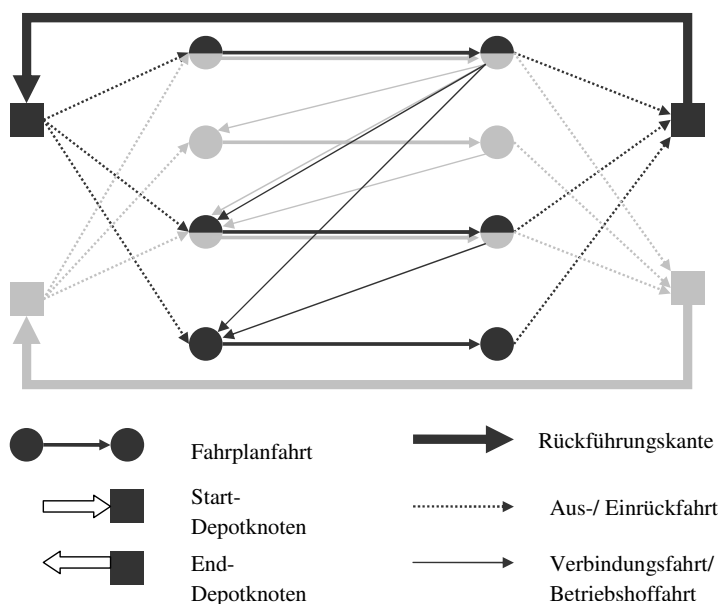 Fahrplanfahrt
Rückführungskante
Start-
Depotknoten
Aus-/ Einrückfahrt
End-
Depotknoten
Verbindungsfahrt/
Betriebshoffahrt